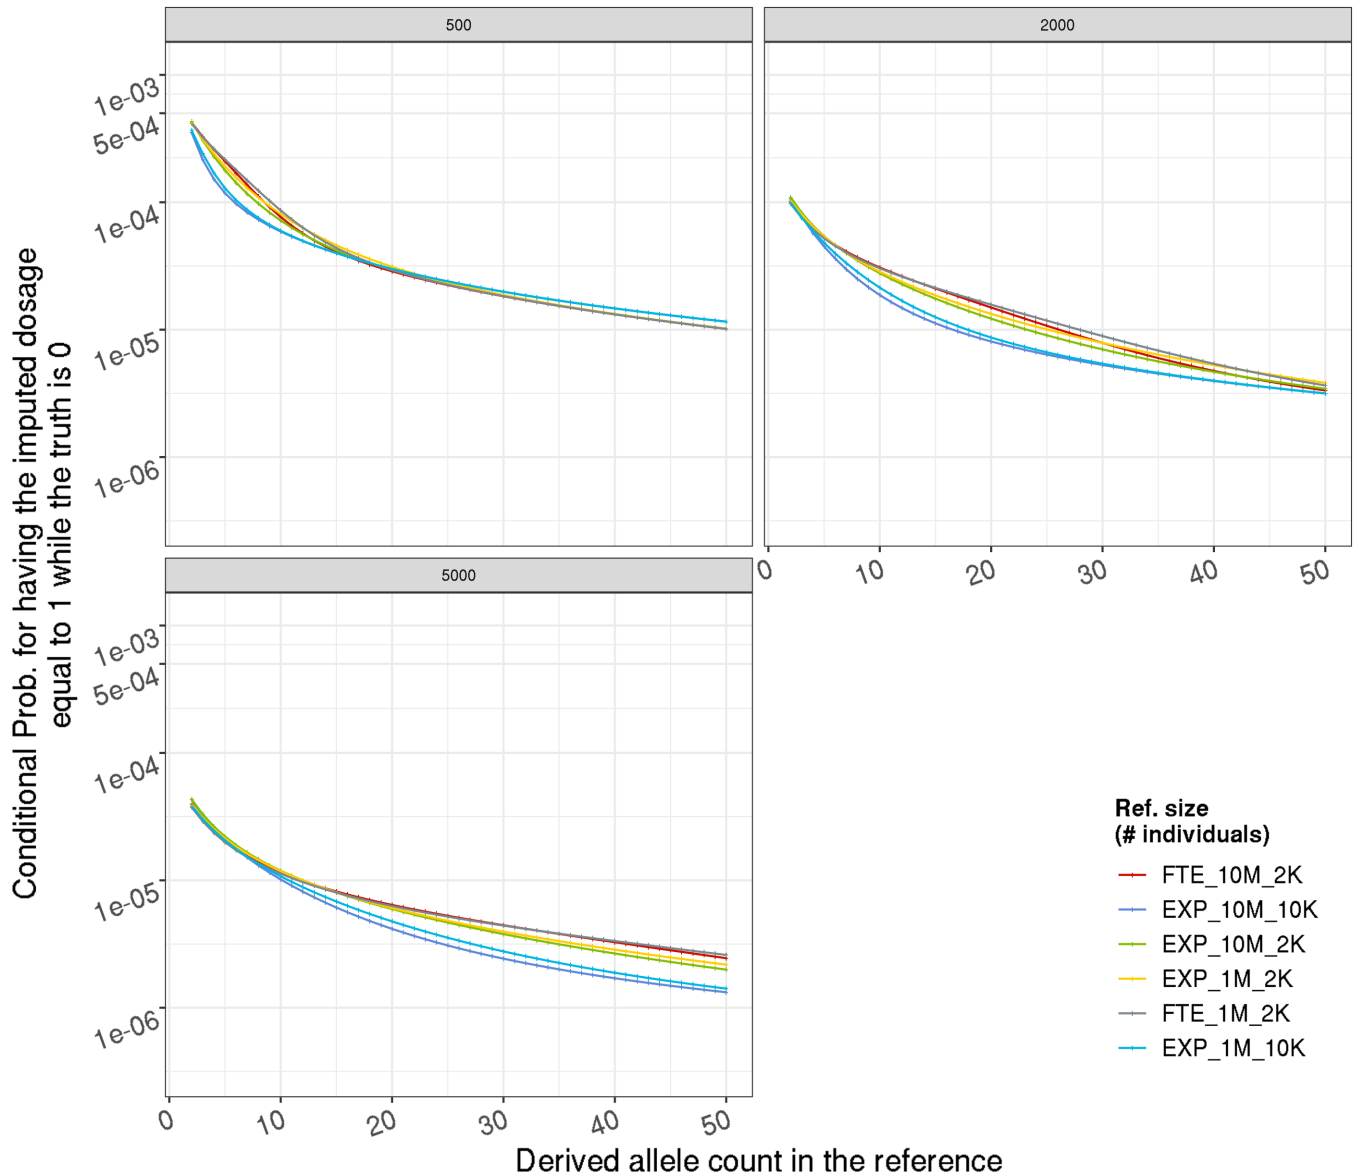 500
2000
1e-03
5e-04
1e-04
1e-05
1e-06
0
10
20
30
40
50
5000
1e-03
5e-04
1e-04
1e-05
1e-06
0
10
20
30
40
50
Conditional Prob. for having the imputed dosage
equal to 1 while the truth is 0
Derived allele count in the reference
Ref. size
(# individuals)
FTE_10M_2K
EXP_10M_10K
EXP_10M_2K
EXP_1M_2K
FTE_1M_2K
EXP_1M_10K